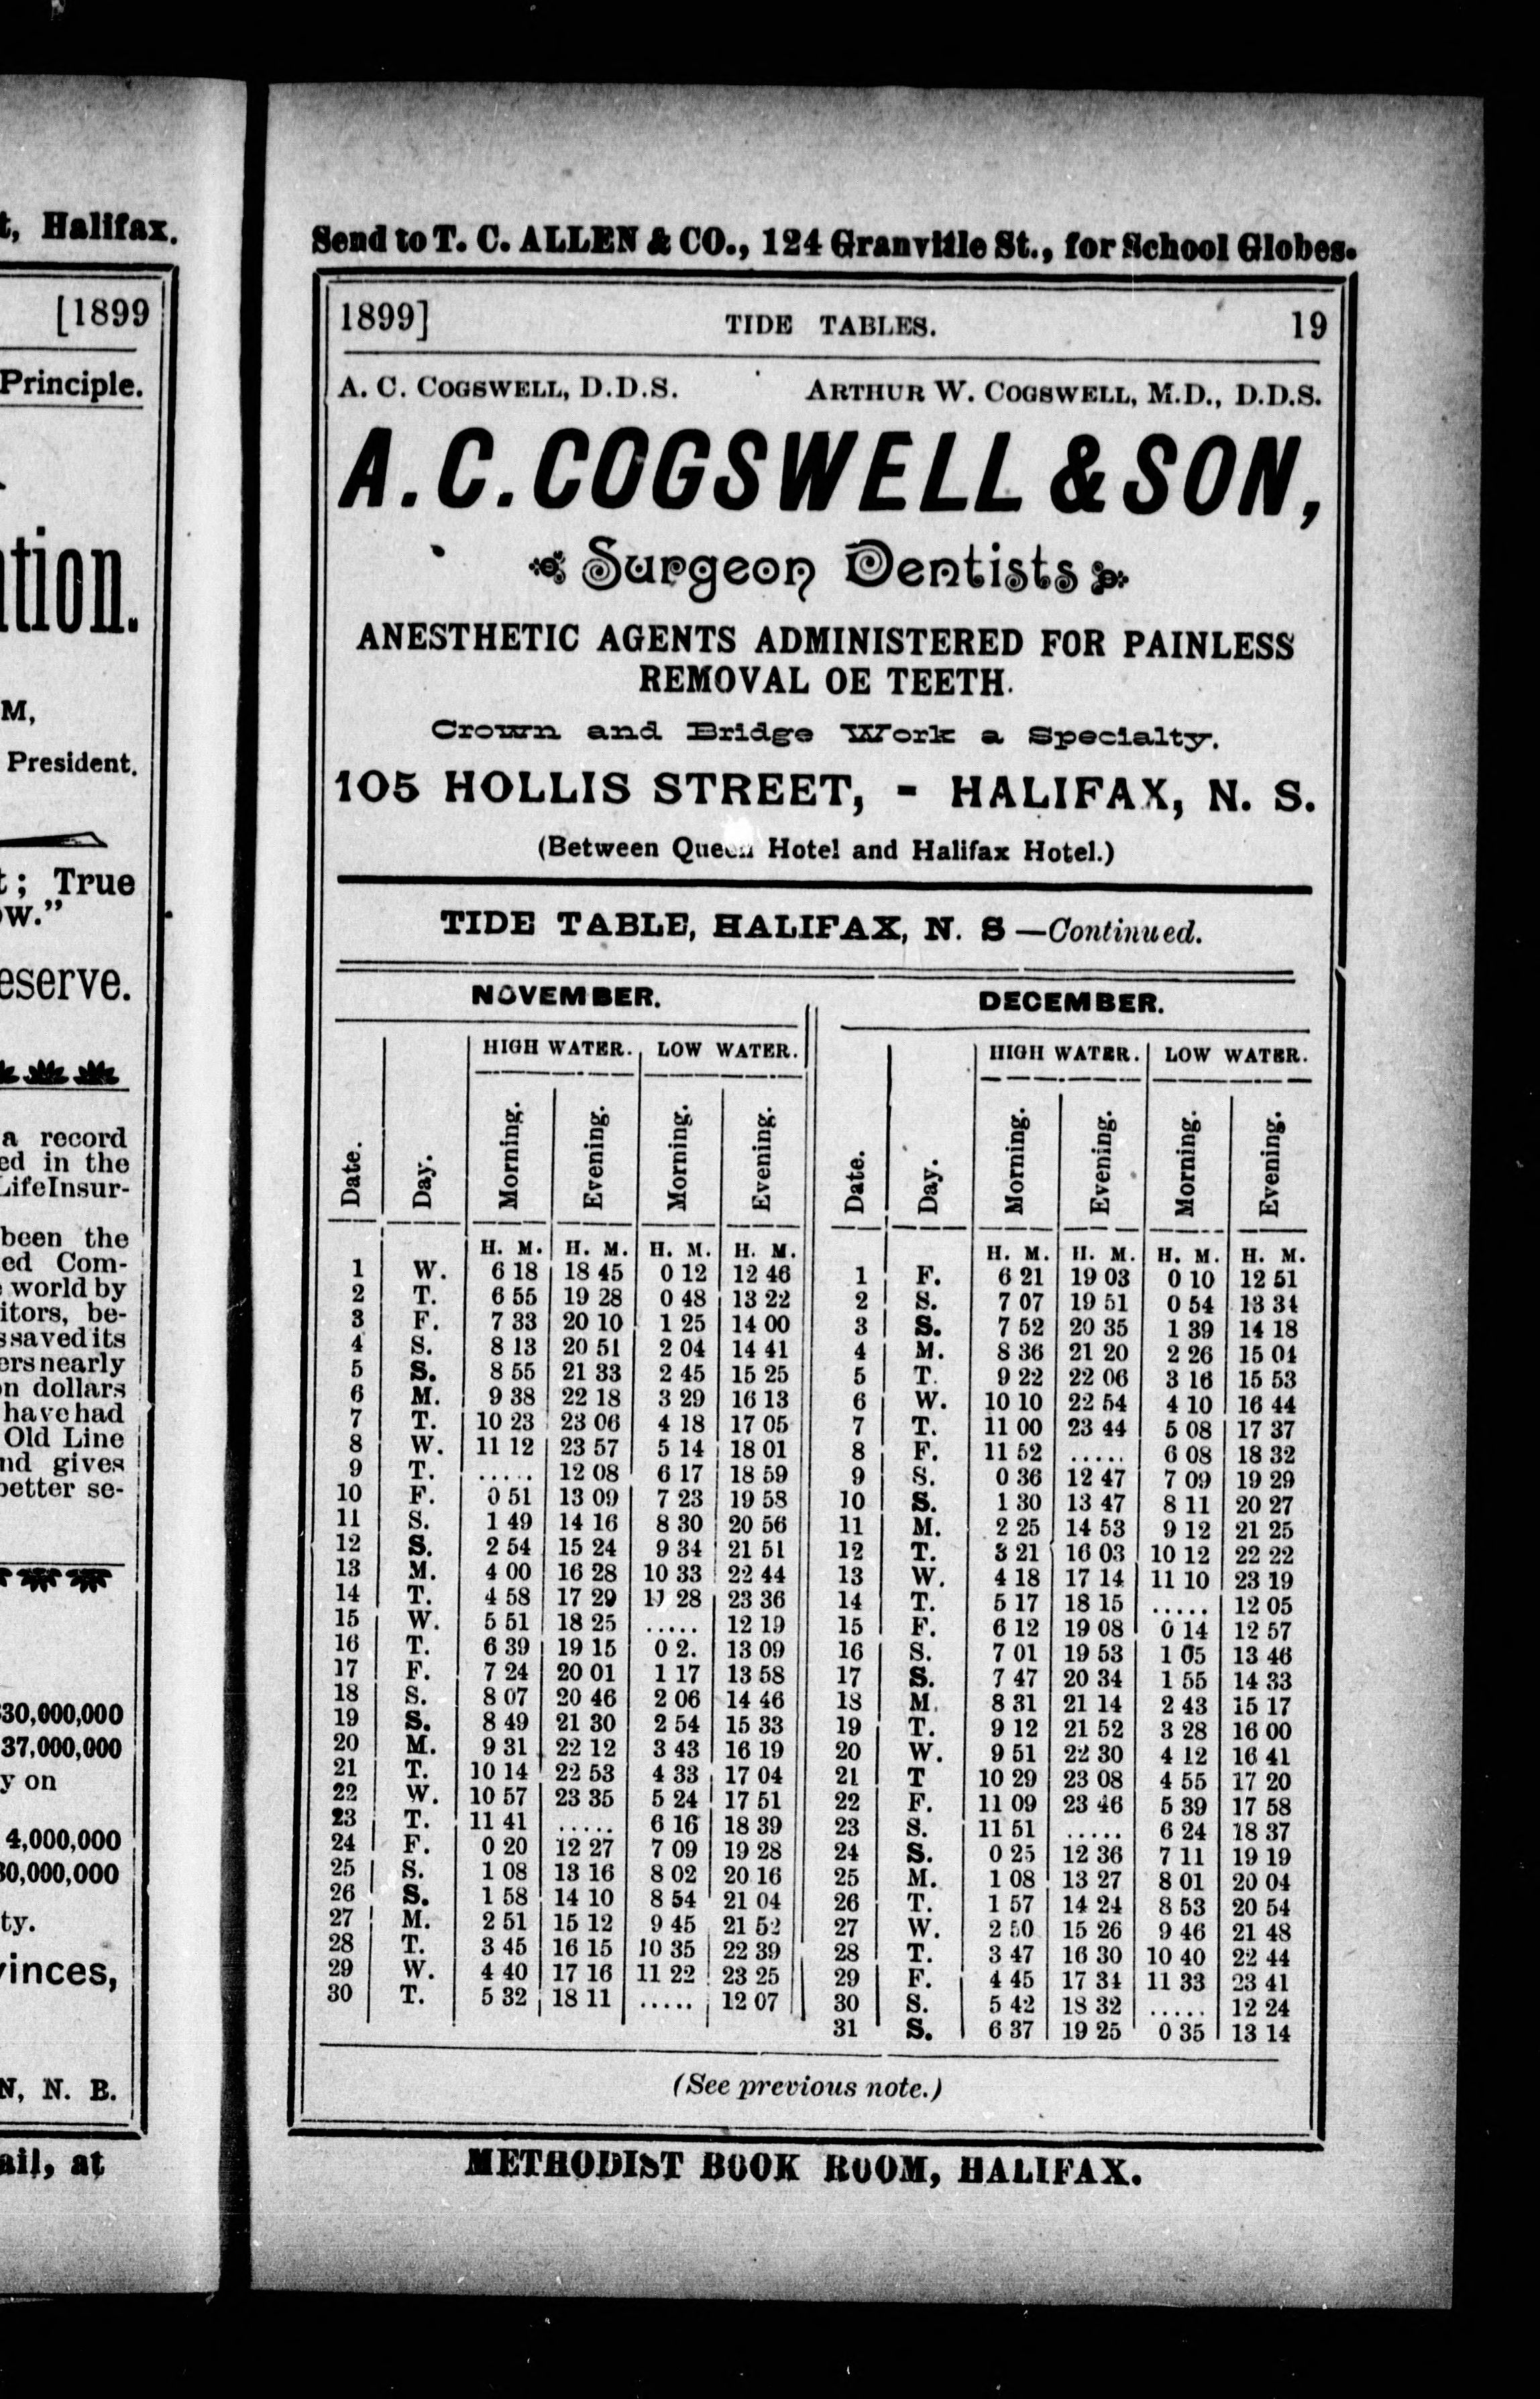 t, Halifax.
[1899
Principle.
tion.
M,
President.
t; True
ow.”
eserve.
a record
ed in the
LifeInsur-
been the
ed Com-
world by
itors, be-
ssavedits
ersnearly
on dollars
have had
Old Line
nd gives
better se-
30,000,000
37,000,000
y on
4,000,000
30,000,000
ty.
vinces,
N, N. B.
ail, at
Send to T. C. ALLEN & CO., 124 Granville St., for School Globes.
1899] TIDE TABLES. 19
A. C. COGSWELL, D.D.S. ARTHUR W. COGSWELL, M.D., D.D.S.
A. C. COGSWELL & SON,
Surgeon Dentists
ANESTHETIC AGENTS ADMINISTERED FOR PAINLESS
REMOVAL OE TEETH.
Crown and Bridge Work a Specialty.
105 HOLLIS STREET, - HALIFAX, N. S.
(Between Queen Hotel and Halifax Hotel.)
TIDE TABLE, HALIFAX, N. S —Continued.
NOVEMBER. DECEMBER.
HIGH WATER. LOW WATER. HIGH WATER. LOW WATER.
Date. Day. Morning. Evening. Morning. Evening. Date. Day. Morning. Evening. Morning. Evening.
H. M. H. M. H. M. H. M. H. M. H. M. H. M. H. M.
1 W. 6 18 18 45 0 12 12 46 1 F. 6 21 19 03 0 10 12 51
2 T. 6 55 19 28 0 48 13 22 2 S. 7 07 19 51 0 54 13 34
3 F. 7 33 20 10 1 25 14 00 3 S. 7 52 20 35 1 39 14 18
4 S. 8 13 20 51 2 04 14 41 4 M. 8 36 21 20 2 26 15 04
5 S. 8 55 21 33 2 45 15 25 5 T. 9 22 22 06 3 16 15 53
6 M. 9 38 22 18 3 29 16 13 6 W. 10 10 22 54 4 10 16 44
7 T. 10 23 23 06 4 18 17 05 7 T. 11 00 23 44 5 08 17 37
8 W. 11 12 23 57 5 14 18 01 8 F. 11 52 ..... 6 08 18 32
9 T. ..... 12 08 6 17 18 59 9 S. 0 36 12 47 7 09 19 29
10 F. 0 51 13 09 7 23 19 58 10 S. 1 30 13 47 8 11 20 27
11 S. 1 49 14 16 8 30 20 56 11 M. 2 25 14 53 9 12 21 25
12 S. 2 54 15 24 9 34 21 51 12 T. 3 21 16 03 10 12 22 22
13 M. 4 00 16 28 10 33 22 44 13 W. 4 18 17 14 11 10 23 19
14 T. 4 58 17 29 11 28 23 36 14 T. 5 17 18 15 ..... 12 05
15 W. 5 51 18 25 ..... 12 19 15 F. 6 12 19 08 0 14 12 57
16 T. 6 39 19 15 0 2. 13 09 16 S. 7 01 19 53 1 05 13 46
17 F. 7 24 20 01 1 17 13 58 17 S. 7 47 20 34 1 55 14 33
18 S. 8 07 20 46 2 06 14 46 18 M. 8 31 21 14 2 43 15 17
19 S. 8 49 21 30 2 54 15 33 19 T. 9 12 21 52 3 28 16 00
20 M. 9 31 22 12 3 43 16 19 20 W. 9 51 22 30 4 12 16 41
21 T. 10 14 22 53 4 33 17 04 21 T 10 29 23 08 4 55 17 20
22 W. 10 57 23 35 5 24 17 51 22 F. 11 09 23 46 5 39 17 58
23 T. 11 41 ..... 6 16 18 39 23 S. 11 51 ..... 6 24 18 37
24 F. 0 20 12 27 7 09 19 28 24 S. 0 25 12 36 7 11 19 19
25 S. 1 08 13 16 8 02 20 16 25 M. 1 08 13 27 8 01 20 04
26 S. 1 58 14 10 8 54 21 04 26 T. 1 57 14 24 8 53 20 54
27 M. 2 51 15 12 9 45 21 52 27 W. 2 50 15 26 9 46 21 48
28 T. 3 45 16 15 10 35 22 39 28 T. 3 47 16 30 10 40 22 44
29 W. 4 40 17 16 11 22 23 25 29 F. 4 45 17 34 11 33 23 41
30 T. 5 32 18 11 ..... 12 07 30 S. 5 42 18 32 ..... 12 24
31 S. 6 37 19 25 0 35 13 14
(See previous note.)
METHODIST BOOK ROOM, HALIFAX.